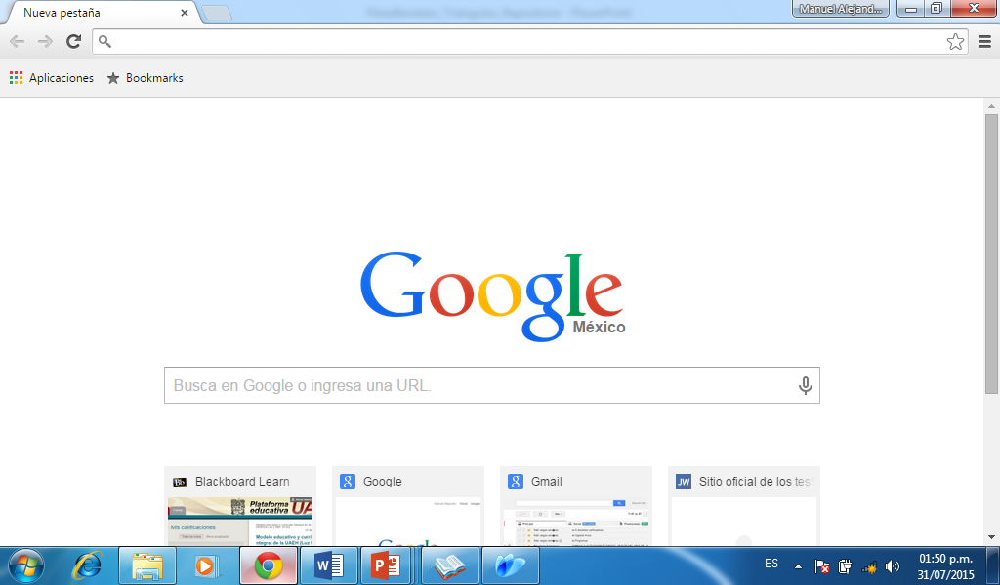 Nueva pestaña
Manuel Alejand...
Aplicaciones
Bookmarks
Google
México
Busca en Google o ingresa una URL.
Blackboard Learn
Google
Gmail
JW
Sitio oficial de los test
Bb
Plataforma
educativa
UA
Mis calificaciones
Modelo educativo y curri
integral de la UAEH
ES
01:50 p.m.
31/07/2015